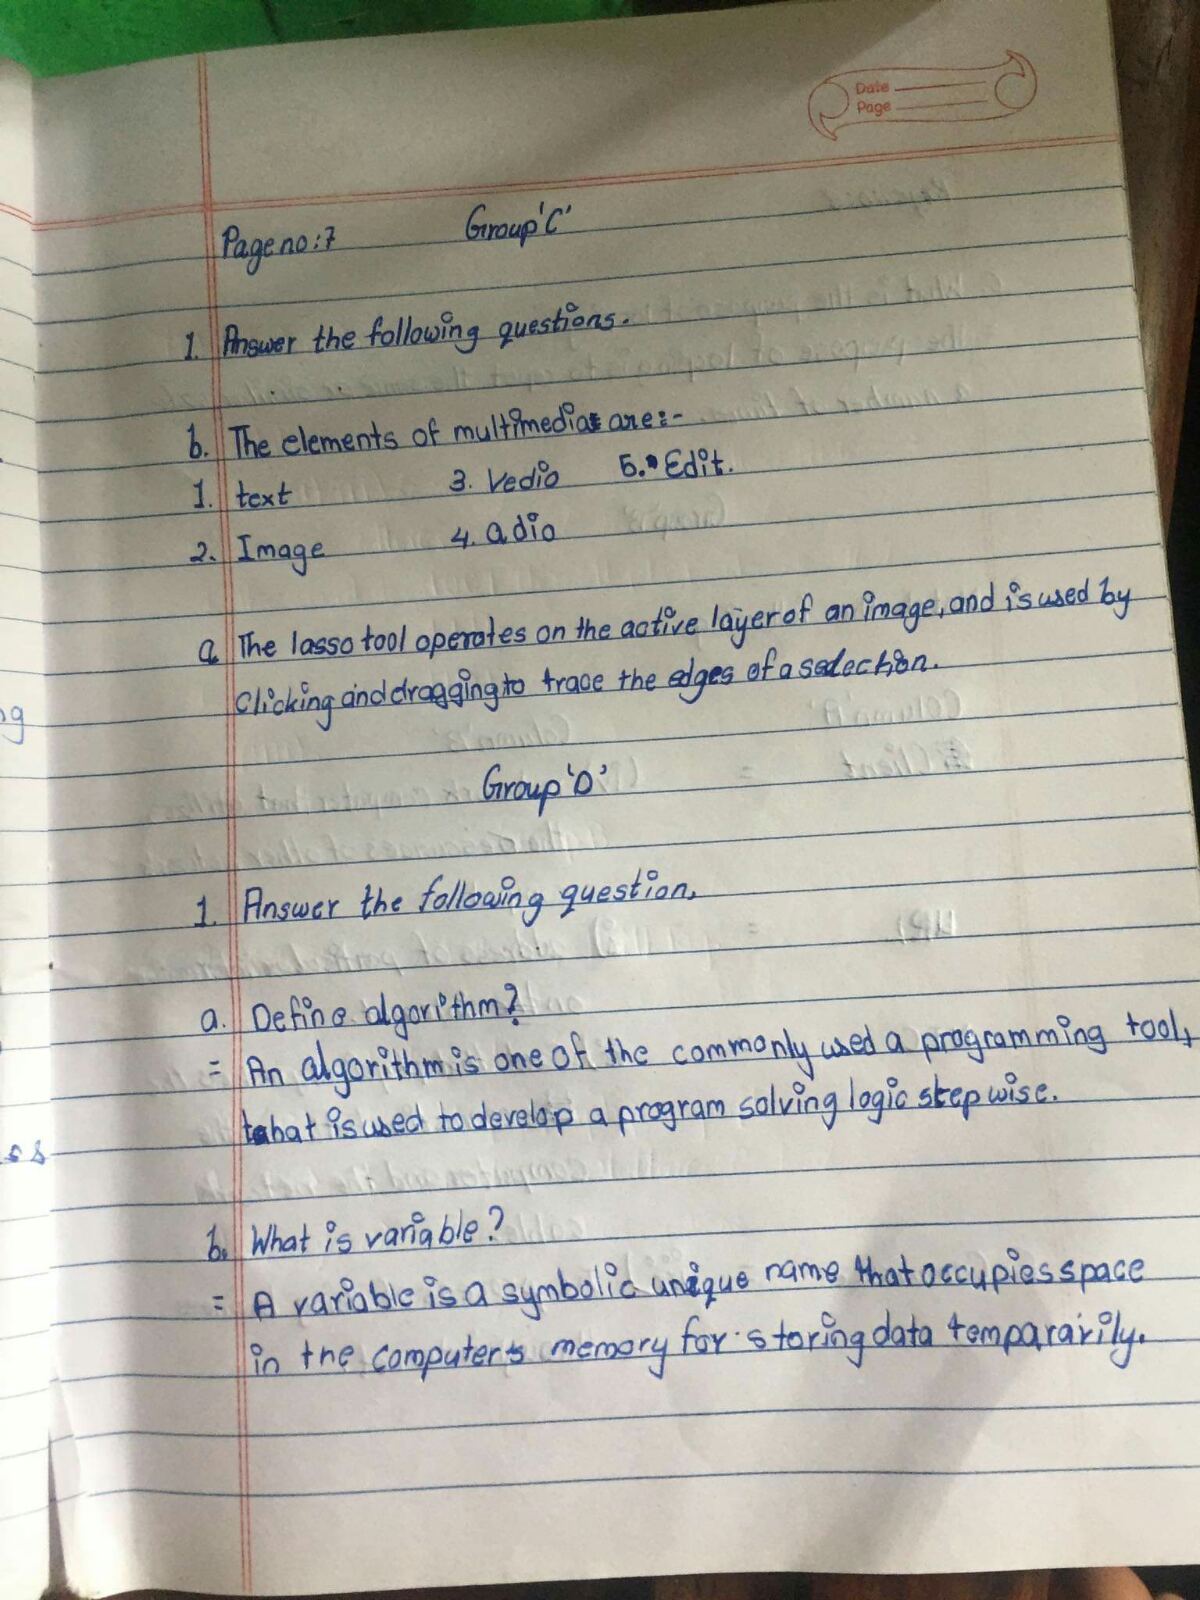 Date
Page
Page no: 7 Group 'C'
1. Answer the following questions.
b. The elements of multimedia are:-
1. text 3. Vedio 5. Edit.
2. Image 4. adio
a. The lasso tool operates on the active layer of an image, and is used by
Clicking and dragging to trace the edges of a selection.
Group 'D'
1. Answer the following question,
a. Define algorithm?
= An algorithm is one of the commonly used a programming tool,
that is used to develop a program solving logic step wise.
b. What is variable?
= A variable is a symbolic unique name that occupies space
in the computer's memory for storing data tempararily.